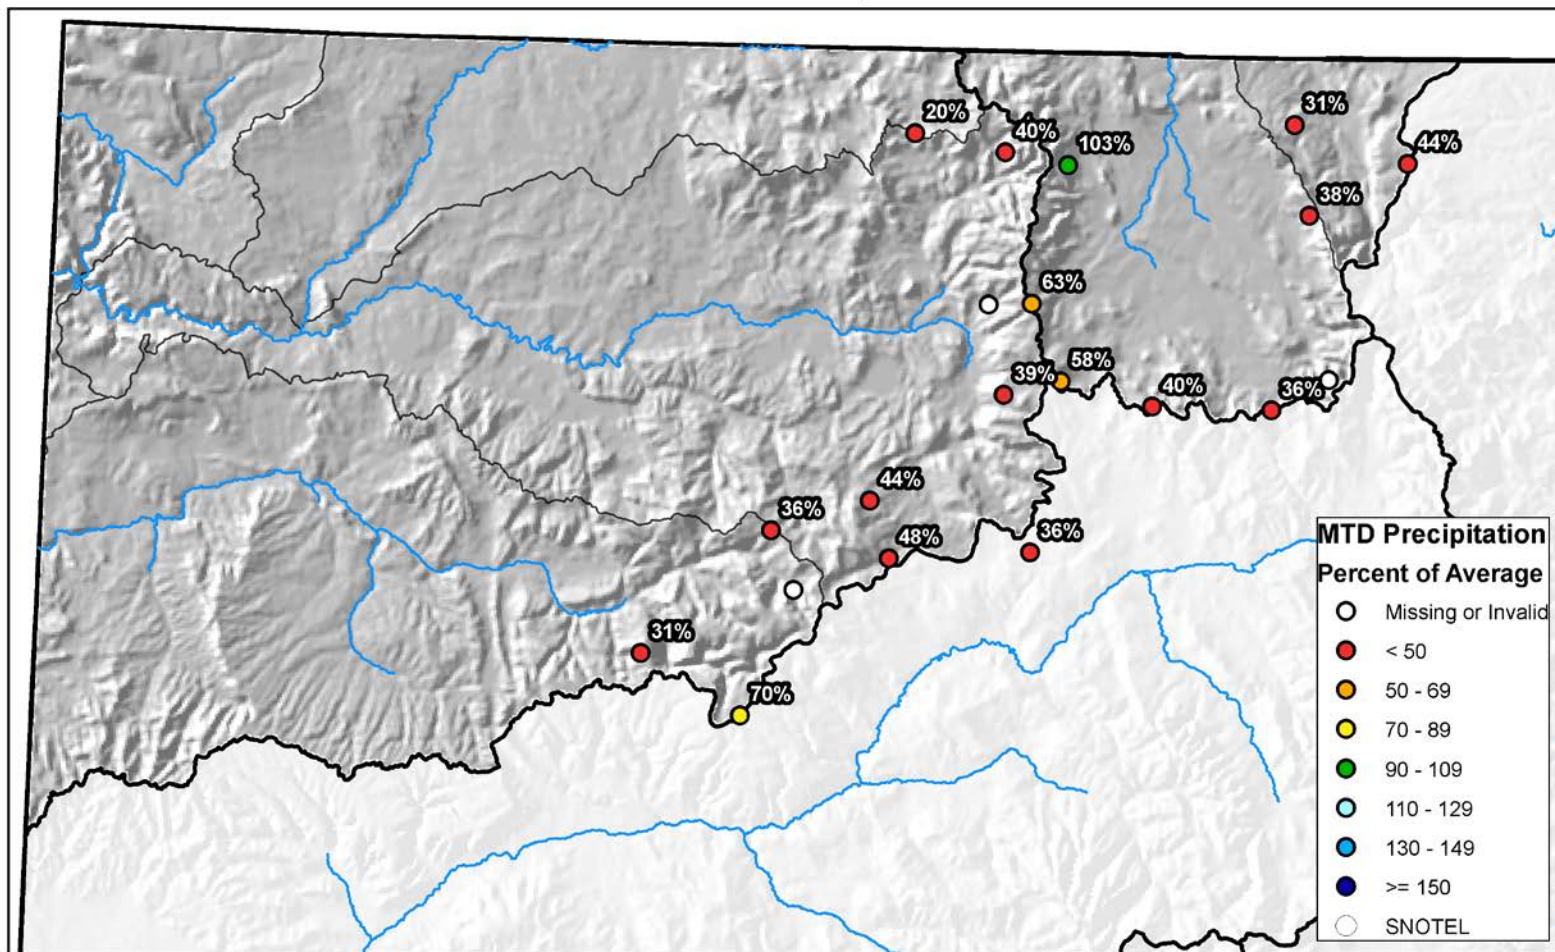 20%
40%
103%
31%
44%
38%
63%
58%
39%
40%
36%
44%
36%
48%
36%
31%
70%
MTD Precipitation
Percent of Average
Missing or Invalid
< 50
50 - 69
70 - 89
90 - 109
110 - 129
130 - 149
>= 150
SNOTEL